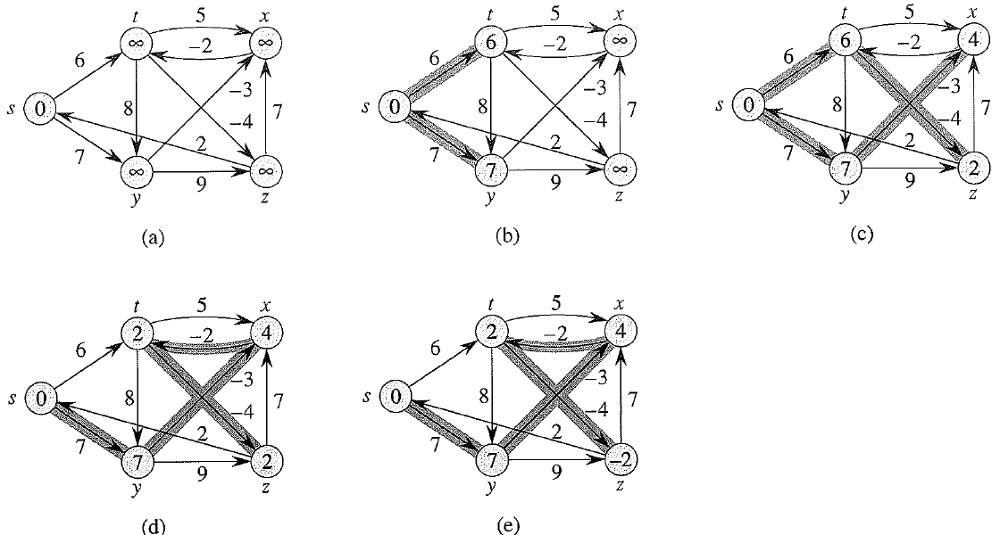 t 5 x
∞ −2 ∞
6
s 0 8 −3
−4 7
7 2
∞ 9 ∞
y z
(a)
t 5 x
6 −2 ∞
6
s 0 8 −3
−4 7
7 2
7 9 ∞
y z
(b)
t 5 x
6 −2 4
6
s 0 8 −3
−4 7
7 2
7 9 2
y z
(c)
t 5 x
2 −2 4
6
s 0 8 −3
−4 7
7 2
7 9 2
y z
(d)
t 5 x
2 −2 4
6
s 0 8 −3
−4 7
7 2
7 9 −2
y z
(e)